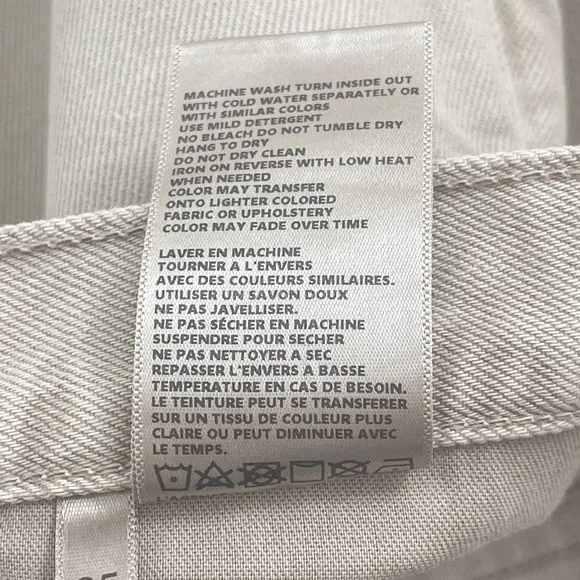 MACHINE WASH TURN INSIDE OUT
WITH COLD WATER SEPARATELY OR
WITH SIMILAR COLORS
USE MILD DETERGENT
NO BLEACH DO NOT TUMBLE DRY
HANG TO DRY
DO NOT DRY CLEAN
IRON ON REVERSE WITH LOW HEAT
WHEN NEEDED
COLOR MAY TRANSFER
ONTO LIGHTER COLORED
FABRIC OR UPHOLSTERY
COLOR MAY FADE OVER TIME
LAVER EN MACHINE
TOURNER A L'ENVERS
AVEC DES COULEURS SIMILAIRES.
UTILISER UN SAVON DOUX
NE PAS JAVELLISER.
NE PAS SÉCHER EN MACHINE
SUSPENDRE POUR SECHER
NE PAS NETTOYER A SEC
REPASSER L'ENVERS A BASSE
TEMPERATURE EN CAS DE BESOIN.
LE TEINTURE PEUT SE TRANSFERER
SUR UN TISSU DE COULEUR PLUS
CLAIRE OU PEUT DIMINUER AVEC
LE TEMPS.